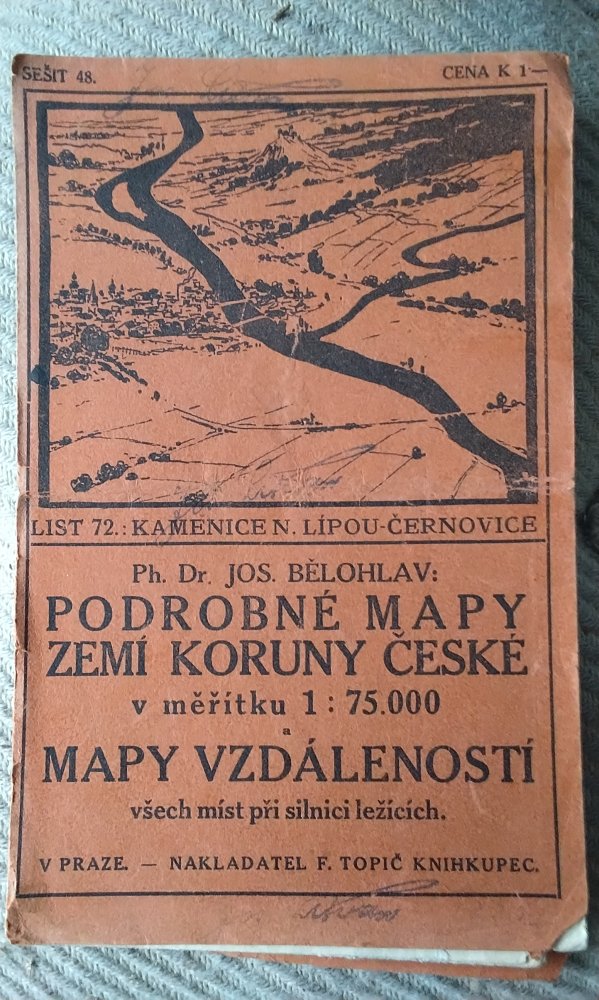 SEŠIT 48.
CENA K 1·—
LIST 72.: KAMENICE N. LÍPOU-ČERNOVICE
Ph. Dr. JOS. BĚLOHLAV:
PODROBNÉ MAPY
ZEMÍ KORUNY ČESKÉ
v měřítku 1 : 75.000
a
MAPY VZDÁLENOSTÍ
všech míst při silnici ležících.
V PRAZE. — NAKLADATEL F. TOPIČ KNIHKUPEC.